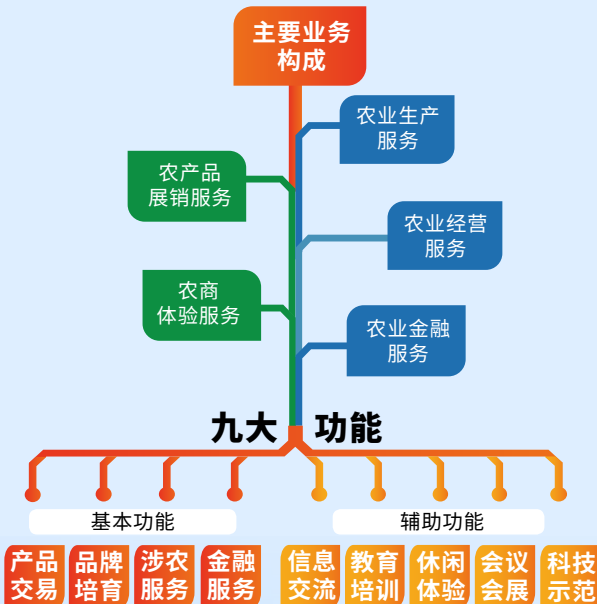 主要业务
构成
农业生产
服务
农产品
展销服务
农业经营
服务
农商
体验服务
农业金融
服务
九大 功能
基本功能
辅助功能
产品
交易
品牌
培育
涉农
服务
金融
服务
信息
交流
教育
培训
休闲
体验
会议
会展
科技
示范